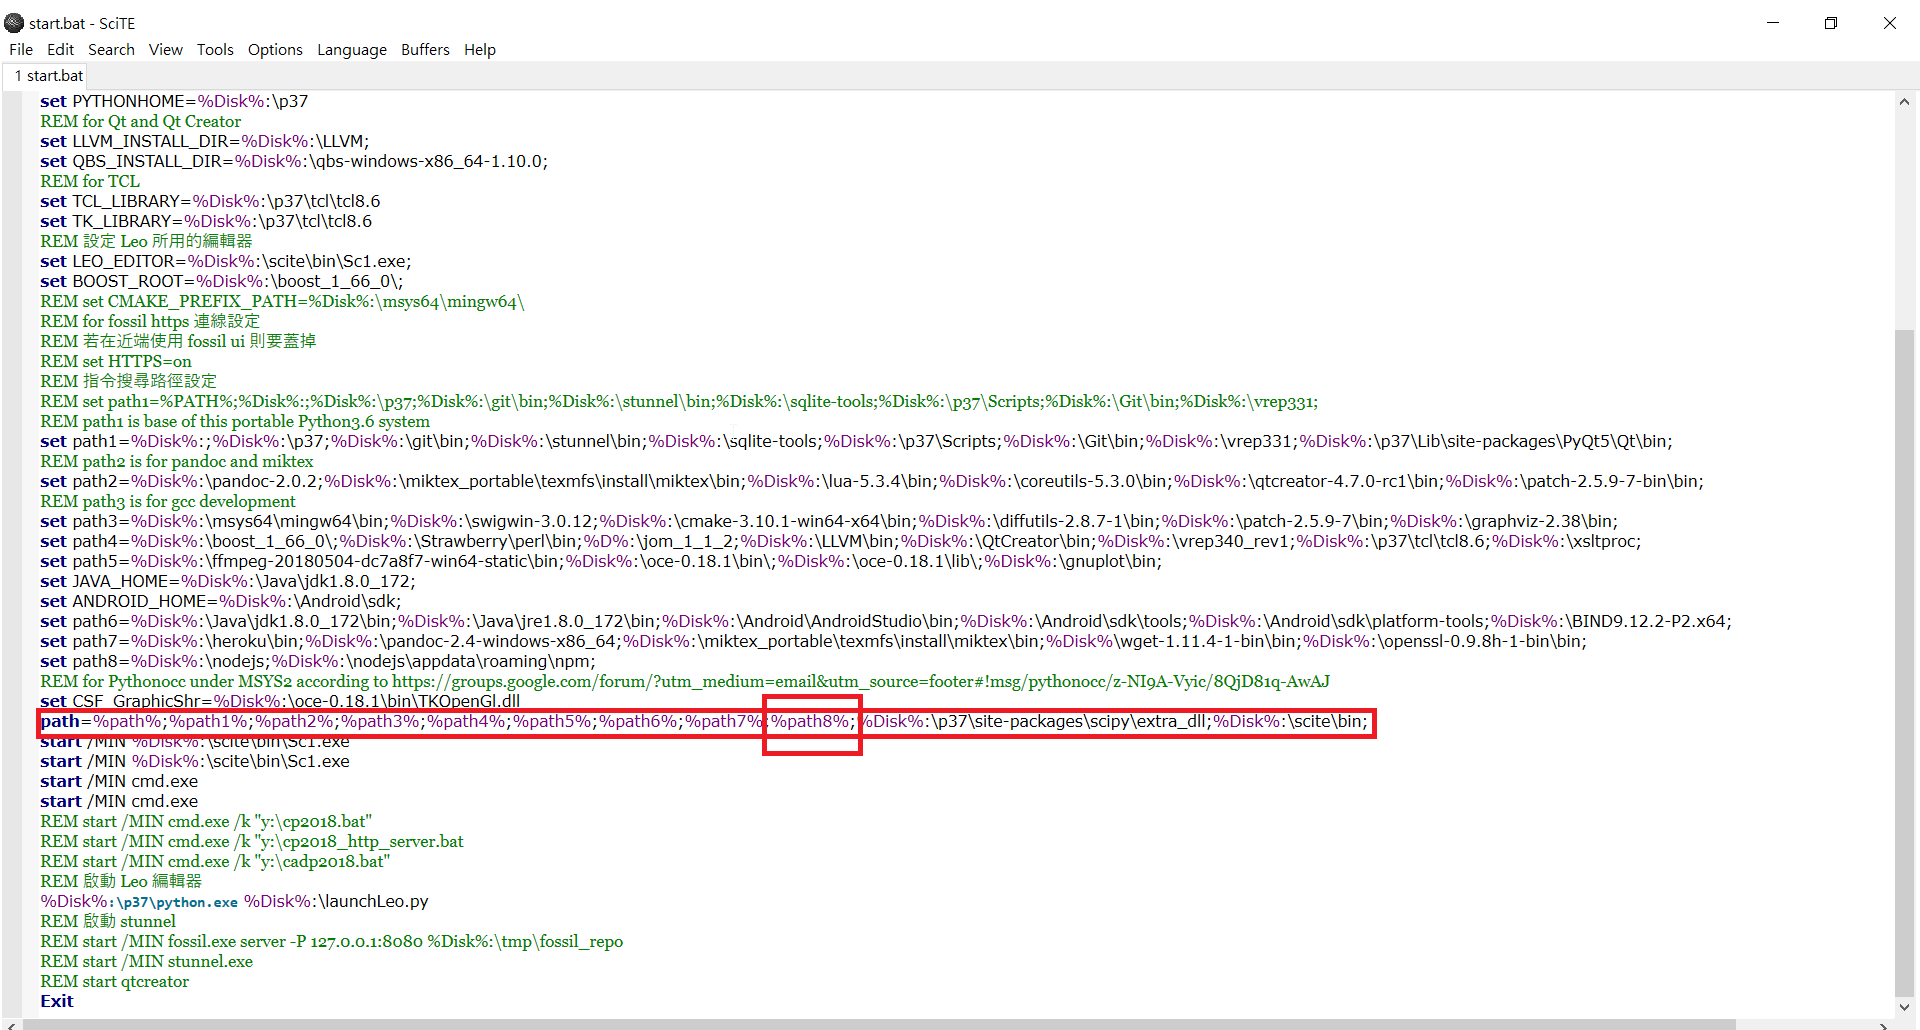 start.bat - SciTE
File Edit Search View Tools Options Language Buffers Help
1 start.bat
set PYTHONHOME=%Disk%:\p37
REM for Qt and Qt Creator
set LLVM_INSTALL_DIR=%Disk%:\LLVM;
set QBS_INSTALL_DIR=%Disk%:\qbs-windows-x86_64-1.10.0;
REM for TCL
set TCL_LIBRARY=%Disk%:\p37\tcl\tcl8.6
set TK_LIBRARY=%Disk%:\p37\tcl\tcl8.6
REM 設定 Leo 所用的編輯器
set LEO_EDITOR=%Disk%:\scite\bin\Sc1.exe;
set BOOST_ROOT=%Disk%:\boost_1_66_0\;
REM set CMAKE_PREFIX_PATH=%Disk%:\msys64\mingw64\
REM for fossil https 連線設定
REM 若在近端使用 fossil ui 則要蓋掉
REM set HTTPS=on
REM 指令搜尋路徑設定
REM set path1=%PATH%;%Disk%:;%Disk%:\p37;%Disk%:\git\bin;%Disk%:\stunnel\bin;%Disk%:\sqlite-tools;%Disk%:\p37\Scripts;%Disk%:\Git\bin;%Disk%:\vrep331;
REM path1 is base of this portable Python3.6 system
set path1=%Disk%:;%Disk%:\p37;%Disk%:\git\bin;%Disk%:\stunnel\bin;%Disk%:\sqlite-tools;%Disk%:\p37\Scripts;%Disk%:\Git\bin;%Disk%:\vrep331;%Disk%:\p37\Lib\site-packages\PyQt5\Qt\bin;
REM path2 is for pandoc and miktex
set path2=%Disk%:\pandoc-2.0.2;%Disk%:\miktex_portable\texmfs\install\miktex\bin;%Disk%:\lua-5.3.4\bin;%Disk%:\coreutils-5.3.0\bin;%Disk%:\qtcreator-4.7.0-rc1\bin;%Disk%:\patch-2.5.9-7-bin\bin;
REM path3 is for gcc development
set path3=%Disk%:\msys64\mingw64\bin;%Disk%:\swigwin-3.0.12;%Disk%:\cmake-3.10.1-win64-x64\bin;%Disk%:\diffutils-2.8.7-1\bin;%Disk%:\patch-2.5.9-7\bin;%Disk%:\graphviz-2.38\bin;
set path4=%Disk%:\boost_1_66_0\;%Disk%:\Strawberry\perl\bin;%D%:\jom_1_1_2;%Disk%:\LLVM\bin;%Disk%:\QtCreator\bin;%Disk%:\vrep340_rev1;%Disk%:\p37\tcl\tcl8.6;%Disk%:\xsltproc;
set path5=%Disk%:\ffmpeg-20180504-dc7a8f7-win64-static\bin;%Disk%:\oce-0.18.1\bin\;%Disk%:\oce-0.18.1\lib\;%Disk%:\gnuplot\bin;
set JAVA_HOME=%Disk%:\Java\jdk1.8.0_172;
set ANDROID_HOME=%Disk%:\Android\sdk;
set path6=%Disk%:\Java\jdk1.8.0_172\bin;%Disk%:\Java\jre1.8.0_172\bin;%Disk%:\Android\AndroidStudio\bin;%Disk%:\Android\sdk\tools;%Disk%:\Android\sdk\platform-tools;%Disk%:\BIND9.12.2-P2.x64;
set path7=%Disk%:\heroku\bin;%Disk%:\pandoc-2.4-windows-x86_64;%Disk%:\miktex_portable\texmfs\install\miktex\bin;%Disk%\wget-1.11.4-1-bin\bin;%Disk%:\openssl-0.9.8h-1-bin\bin;
set path8=%Disk%:\nodejs;%Disk%:\nodejs\appdata\roaming\npm;
REM for Pythonocc under MSYS2 according to https://groups.google.com/forum/?utm_medium=email&utm_source=footer#!msg/pythonocc/z-NI9A-Vyic/8QjD81q-AwAJ
set CSF_GraphicShr=%Disk%:\oce-0.18.1\bin\TKOpenGl.dll
path=%path%;%path1%;%path2%;%path3%;%path4%;%path5%;%path6%;%path7%;%path8%;%Disk%:\p37\site-packages\scipy\extra_dll;%Disk%:\scite\bin;
start /MIN %Disk%:\scite\bin\Sc1.exe
start /MIN %Disk%:\scite\bin\Sc1.exe
start /MIN cmd.exe
start /MIN cmd.exe
REM start /MIN cmd.exe /k "y:\cp2018.bat"
REM start /MIN cmd.exe /k "y:\cp2018_http_server.bat
REM start /MIN cmd.exe /k "y:\cadp2018.bat"
REM 啟動 Leo 編輯器
%Disk%:\p37\python.exe %Disk%:\launchLeo.py
REM 啟動 stunnel
REM start /MIN fossil.exe server -P 127.0.0.1:8080 %Disk%:\tmp\fossil_repo
REM start /MIN stunnel.exe
REM start qtcreator
Exit